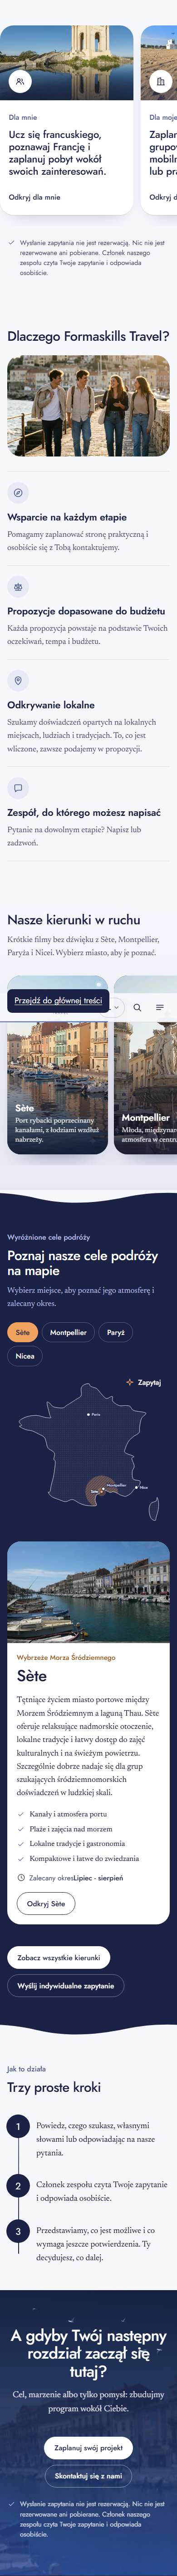 Dla mnie
Ucz się francuskiego,
poznawaj Francję i
zaplanuj pobyt wokół
swoich zainteresowań.
Odkryj dla mnie
Dla moje
Zaplan
grupow
mobiln
lub pra
Odkryj d
Wysłanie zapytania nie jest rezerwacją. Nic nie jest
rezerwowane ani pobierane. Członek naszego
zespołu czyta Twoje zapytanie i odpowiada
osobiście.
Dlaczego Formaskills Travel?
Wsparcie na każdym etapie
Pomagamy zaplanować stronę praktyczną i
osobiście się z Tobą kontaktujemy.
Propozycje dopasowane do budżetu
Każda propozycja powstaje na podstawie Twoich
oczekiwań, tempa i budżetu.
Odkrywanie lokalne
Szukamy doświadczeń opartych na lokalnych
miejscach, ludziach i tradycjach. To, co jest
wliczone, zawsze podajemy w propozycji.
Zespół, do którego możesz napisać
Pytanie na dowolnym etapie? Napisz lub
zadzwoń.
Nasze kierunki w ruchu
Krótkie filmy bez dźwięku z Sète, Montpellier,
Paryża i Nicei. Wybierz miasto, aby je poznać.
Przejdź do głównej treści
Sète
Port rybacki poprzecinany
kanałami, z łodziami wzdłuż
nabrzeży.
Montpellier
Młoda, międzynaro
atmosfera w centru
Wyróżnione cele podróży
Poznaj nasze cele podróży
na mapie
Wybierz miejsce, aby poznać jego atmosferę i
zalecany okres.
Sète
Montpellier
Paryż
Nicea
Zapytaj
Paris
Montpellier
Sète
Nice
Wybrzeże Morza Śródziemnego
Sète
Tętniące życiem miasto portowe między
Morzem Śródziemnym a laguną Thau. Sète
oferuje relaksujące nadmorskie otoczenie,
lokalne tradycje i łatwy dostęp do zajęć
kulturalnych i na świeżym powietrzu.
Szczególnie dobrze nadaje się dla grup
szukających śródziemnomorskich
doświadczeń w ludzkiej skali.
Kanały i atmosfera portu
Plaże i zajęcia nad morzem
Lokalne tradycje i gastronomia
Kompaktowe i łatwe do zwiedzania
Zalecany okres Lipiec - sierpień
Odkryj Sète
Zobacz wszystkie kierunki
Wyślij indywidualne zapytanie
Jak to działa
Trzy proste kroki
1
Powiedz, czego szukasz, własnymi
słowami lub odpowiadając na nasze
pytania.
2
Członek zespołu czyta Twoje zapytanie
i odpowiada osobiście.
3
Przedstawiamy, co jest możliwe i co
wymaga jeszcze potwierdzenia. Ty
decydujesz, co dalej.
A gdyby Twój następny
rozdział zaczął się
tutaj?
Cel, marzenie albo tylko pomysł: zbudujmy
program wokół Ciebie.
Zaplanuj swój projekt
Skontaktuj się z nami
Wysłanie zapytania nie jest rezerwacją. Nic nie jest
rezerwowane ani pobierane. Członek naszego
zespołu czyta Twoje zapytanie i odpowiada
osobiście.